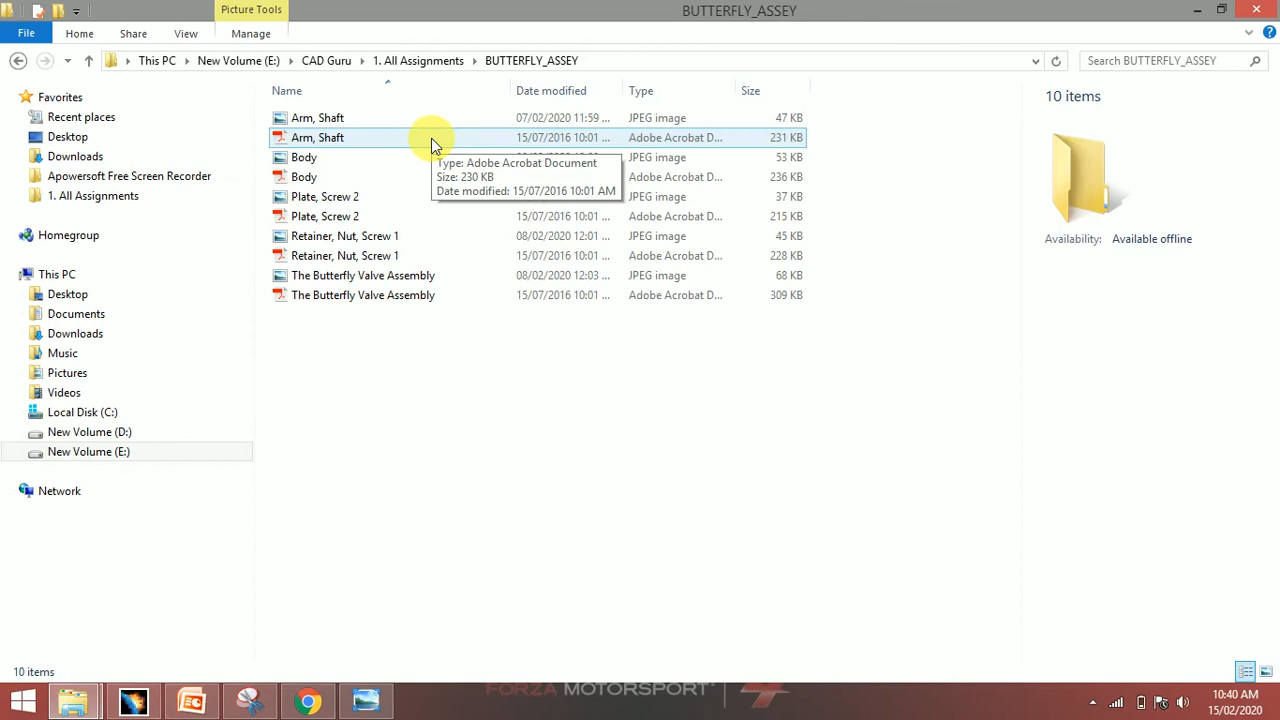 Picture Tools
BUTTERFLY_ASSEY
File Home Share View Manage
This PC New Volume (E:) CAD Guru 1. All Assignments BUTTERFLY_ASSEY
Search BUTTERFLY_ASSEY
Favorites
Recent places
Desktop
Downloads
Apowersoft Free Screen Recorder
1. All Assignments
Homegroup
This PC
Desktop
Documents
Downloads
Music
Pictures
Videos
Local Disk (C:)
New Volume (D:)
New Volume (E:)
Network
Name Date modified Type Size
Arm, Shaft 07/02/2020 11:59 ... JPEG image 47 KB
Arm, Shaft 15/07/2016 10:01 ... Adobe Acrobat D... 231 KB
Body JPEG image 53 KB
Body Adobe Acrobat D... 236 KB
Plate, Screw 2 JPEG image 37 KB
Plate, Screw 2 15/07/2016 10:01 ... Adobe Acrobat D... 215 KB
Retainer, Nut, Screw 1 08/02/2020 12:01 ... JPEG image 45 KB
Retainer, Nut, Screw 1 15/07/2016 10:01 ... Adobe Acrobat D... 228 KB
The Butterfly Valve Assembly 08/02/2020 12:03 ... JPEG image 68 KB
The Butterfly Valve Assembly 15/07/2016 10:01 ... Adobe Acrobat D... 309 KB
Type: Adobe Acrobat Document
Size: 230 KB
Date modified: 15/07/2016 10:01 AM
10 items
Availability: Available offline
10 items
FORZA MOTORSPORT
10:40 AM
15/02/2020